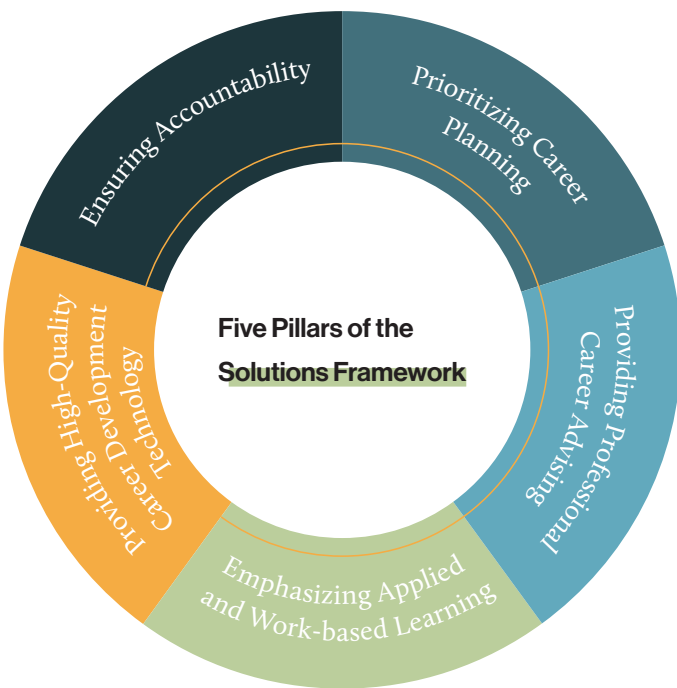 Five Pillars of the
Solutions Framework
Prioritizing Career
Planning
Providing Professional
Career Advising
Emphasizing Applied
and Work-based Learning
Providing High-Quality
Career Development
Technology
Ensuring Accountability